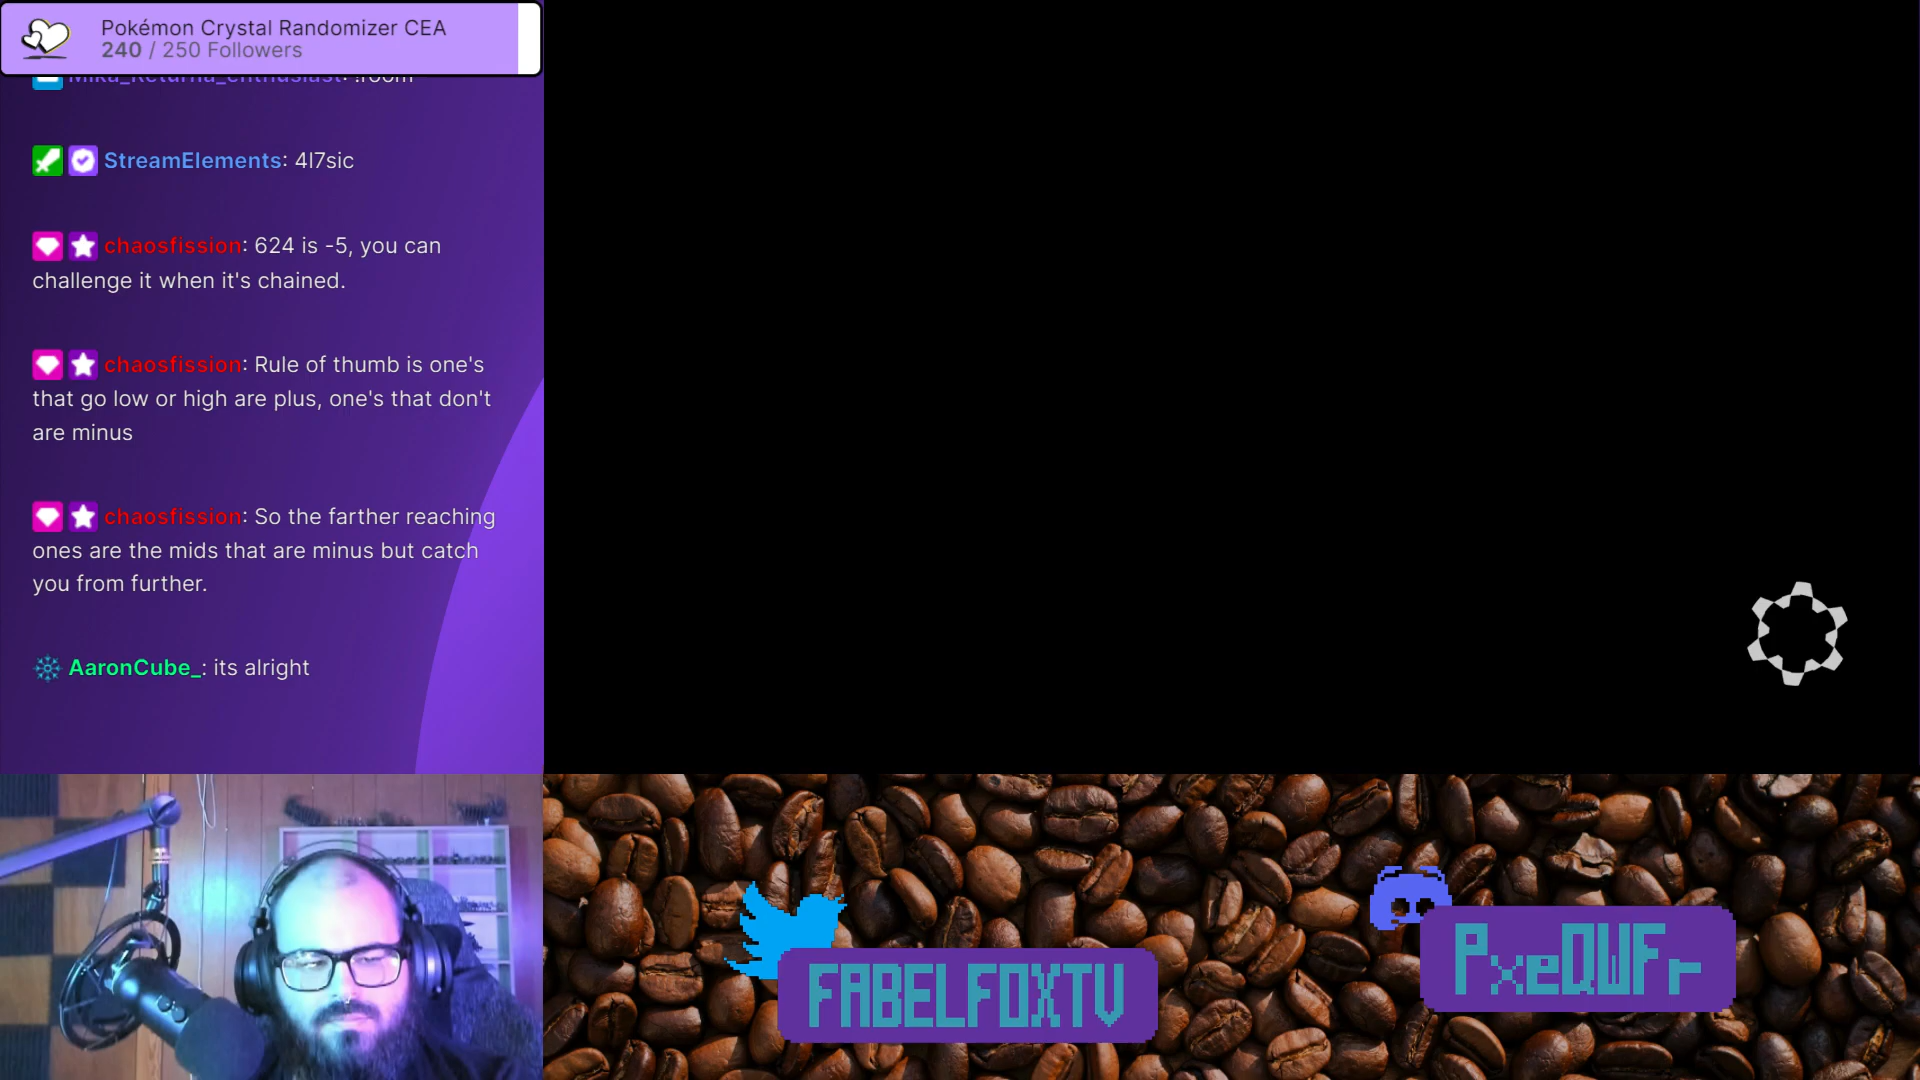 Pokémon Crystal Randomizer CEA
240 / 250 Followers
Mika_Returna_enthusiast: !room
StreamElements: 4l7sic
chaosfission: 624 is -5, you can
challenge it when it's chained.
chaosfission: Rule of thumb is one's
that go low or high are plus, one's that don't
are minus
chaosfission: So the farther reaching
ones are the mids that are minus but catch
you from further.
AaronCube_: its alright
FABELFOXTV
PxeQWFr